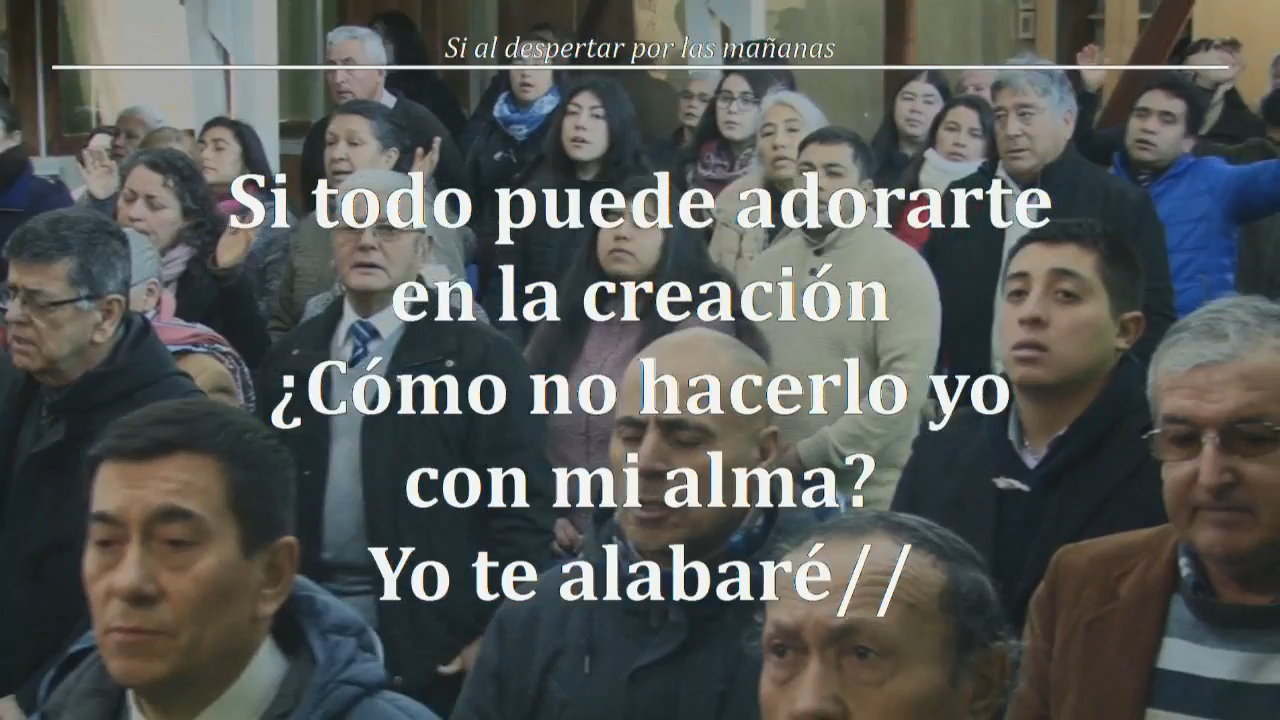 Si al despertar por las mañanas
Si todo puede adorarte
en la creación
¿Cómo no hacerlo yo
con mi alma?
Yo te alabaré//